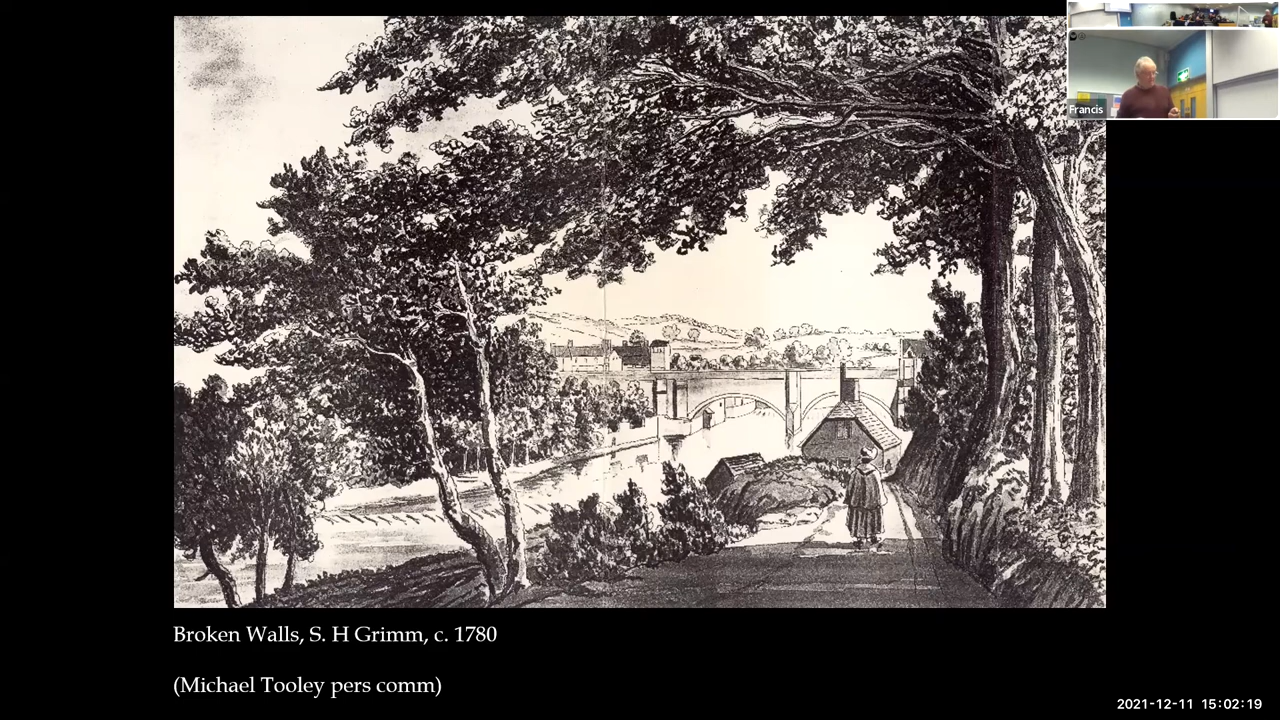 Francis
Broken Walls, S. H Grimm, c. 1780
(Michael Tooley pers comm)
2021-12-11 15:02:19